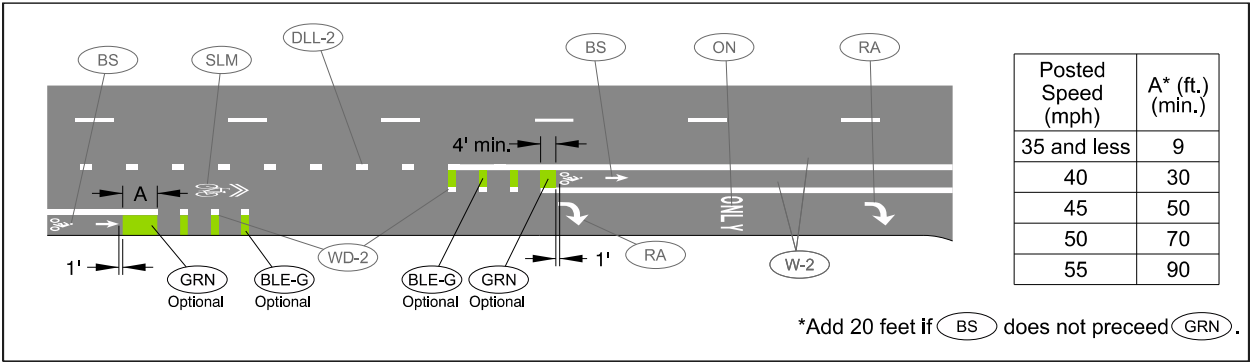 BS
SLM
DLL-2
BS
ON
RA
4' min.
A
ONLY
1'
GRN
Optional
BLE-G
Optional
WD-2
BLE-G
Optional
GRN
Optional
1'
RA
W-2
Posted Speed (mph)
A* (ft.) (min.)
35 and less 9
40 30
45 50
50 70
55 90
*Add 20 feet if BS does not preceed GRN.